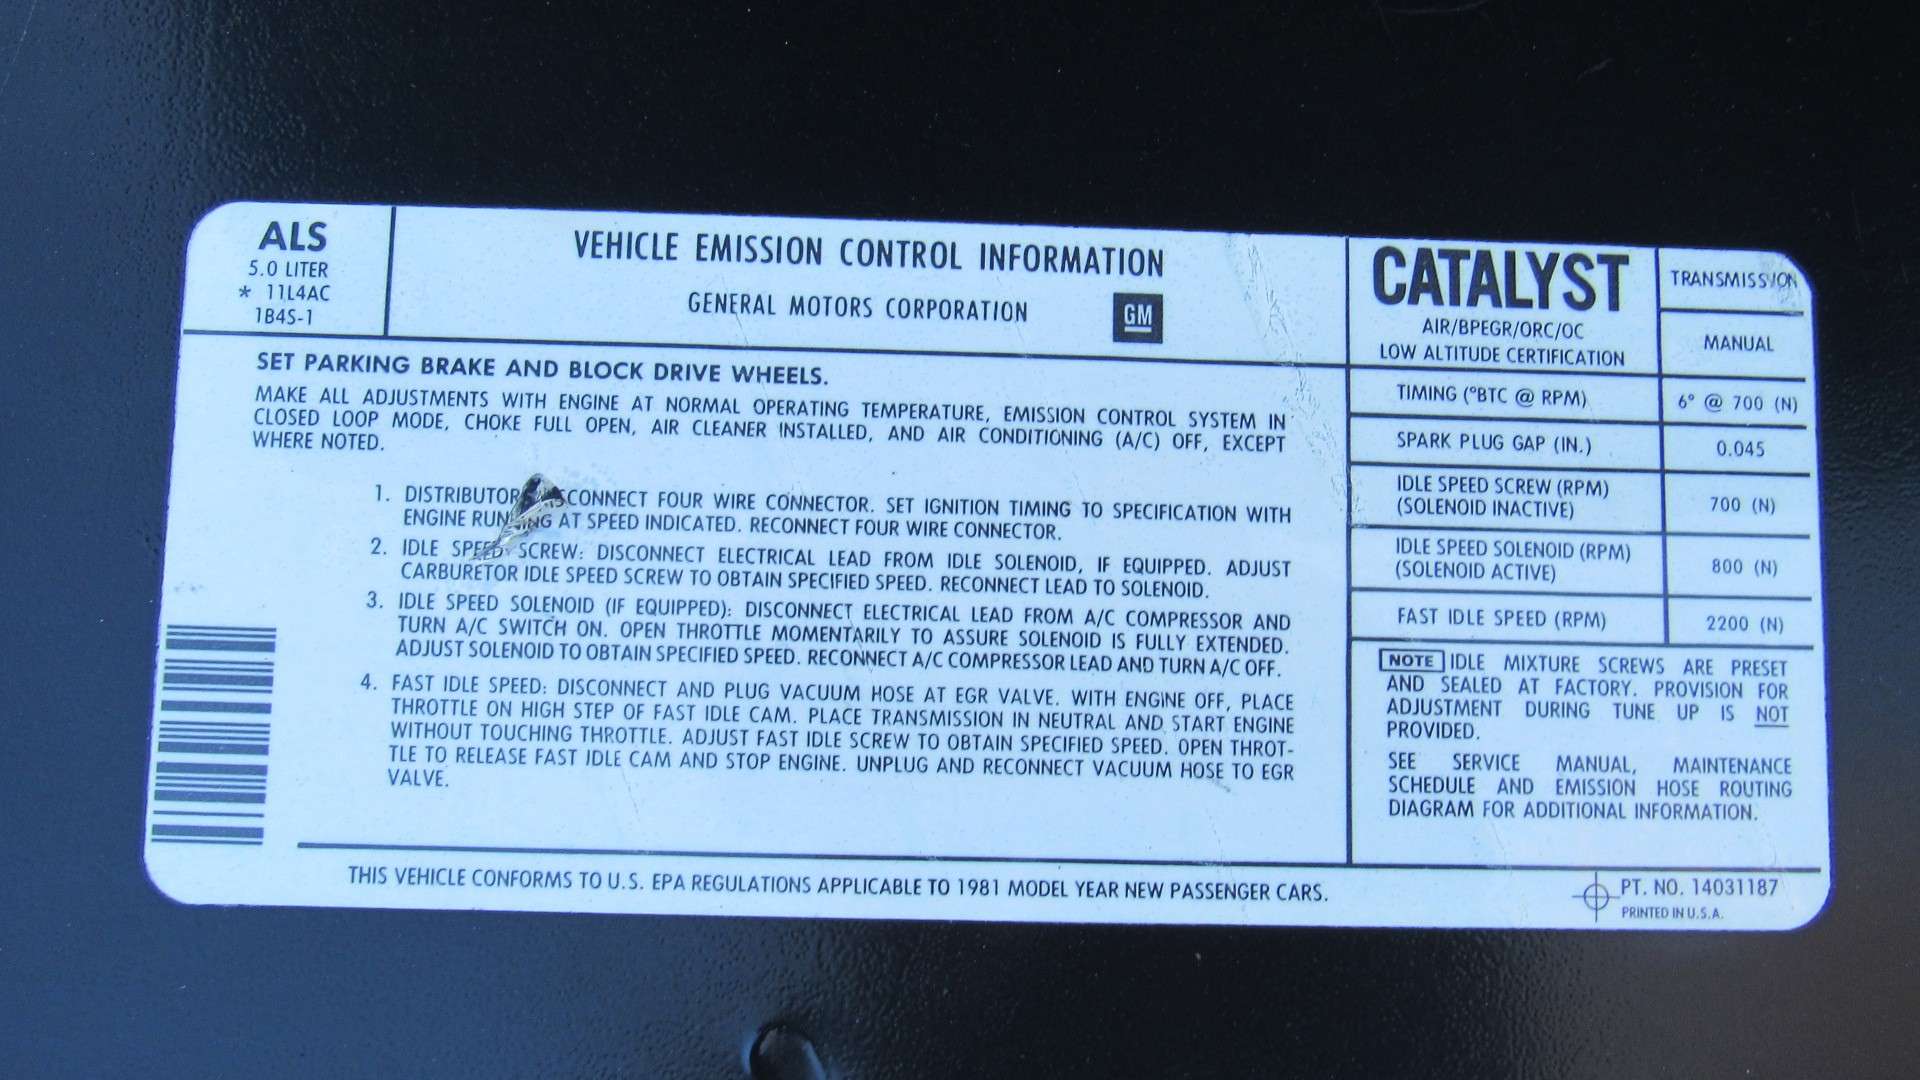 ALS
5.0 LITER
* 11L4AC
1B4S-1
VEHICLE EMISSION CONTROL INFORMATION
GENERAL MOTORS CORPORATION
GM
SET PARKING BRAKE AND BLOCK DRIVE WHEELS.
MAKE ALL ADJUSTMENTS WITH ENGINE AT NORMAL OPERATING TEMPERATURE, EMISSION CONTROL SYSTEM IN
CLOSED LOOP MODE, CHOKE FULL OPEN, AIR CLEANER INSTALLED, AND AIR CONDITIONING (A/C) OFF, EXCEPT
WHERE NOTED.
1. DISTRIBUTOR: DISCONNECT FOUR WIRE CONNECTOR. SET IGNITION TIMING TO SPECIFICATION WITH
ENGINE RUNNING AT SPEED INDICATED. RECONNECT FOUR WIRE CONNECTOR.
2. IDLE SPEED SCREW: DISCONNECT ELECTRICAL LEAD FROM IDLE SOLENOID, IF EQUIPPED. ADJUST
CARBURETOR IDLE SPEED SCREW TO OBTAIN SPECIFIED SPEED. RECONNECT LEAD TO SOLENOID.
3. IDLE SPEED SOLENOID (IF EQUIPPED): DISCONNECT ELECTRICAL LEAD FROM A/C COMPRESSOR AND
TURN A/C SWITCH ON. OPEN THROTTLE MOMENTARILY TO ASSURE SOLENOID IS FULLY EXTENDED.
ADJUST SOLENOID TO OBTAIN SPECIFIED SPEED. RECONNECT A/C COMPRESSOR LEAD AND TURN A/C OFF.
4. FAST IDLE SPEED: DISCONNECT AND PLUG VACUUM HOSE AT EGR VALVE. WITH ENGINE OFF, PLACE
THROTTLE ON HIGH STEP OF FAST IDLE CAM. PLACE TRANSMISSION IN NEUTRAL AND START ENGINE
WITHOUT TOUCHING THROTTLE. ADJUST FAST IDLE SCREW TO OBTAIN SPECIFIED SPEED. OPEN THROT-
TLE TO RELEASE FAST IDLE CAM AND STOP ENGINE. UNPLUG AND RECONNECT VACUUM HOSE TO EGR
VALVE.
THIS VEHICLE CONFORMS TO U.S. EPA REGULATIONS APPLICABLE TO 1981 MODEL YEAR NEW PASSENGER CARS.
CATALYST
AIR/BPEGR/ORC/OC
LOW ALTITUDE CERTIFICATION
TRANSMISSION
MANUAL
TIMING (°BTC @ RPM) 6° @ 700 (N)
SPARK PLUG GAP (IN.) 0.045
IDLE SPEED SCREW (RPM)
(SOLENOID INACTIVE) 700 (N)
IDLE SPEED SOLENOID (RPM)
(SOLENOID ACTIVE) 800 (N)
FAST IDLE SPEED (RPM) 2200 (N)
NOTE IDLE MIXTURE SCREWS ARE PRESET
AND SEALED AT FACTORY. PROVISION FOR
ADJUSTMENT DURING TUNE UP IS NOT
PROVIDED.
SEE SERVICE MANUAL, MAINTENANCE
SCHEDULE AND EMISSION HOSE ROUTING
DIAGRAM FOR ADDITIONAL INFORMATION.
PT. NO. 14031187
PRINTED IN U.S.A.